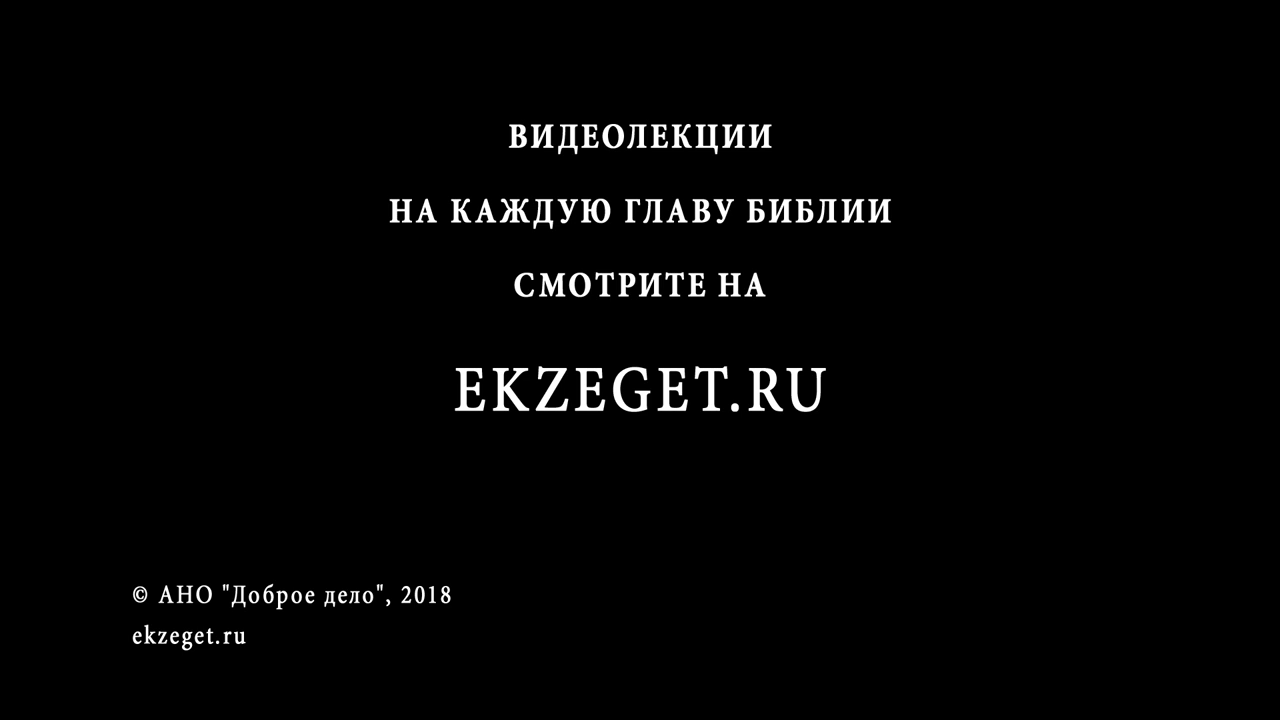 ВИДЕОЛЕКЦИИ
НА КАЖДУЮ ГЛАВУ БИБЛИИ
СМОТРИТЕ НА
EKZEGET.RU
© АНО "Доброе дело", 2018
ekzeget.ru